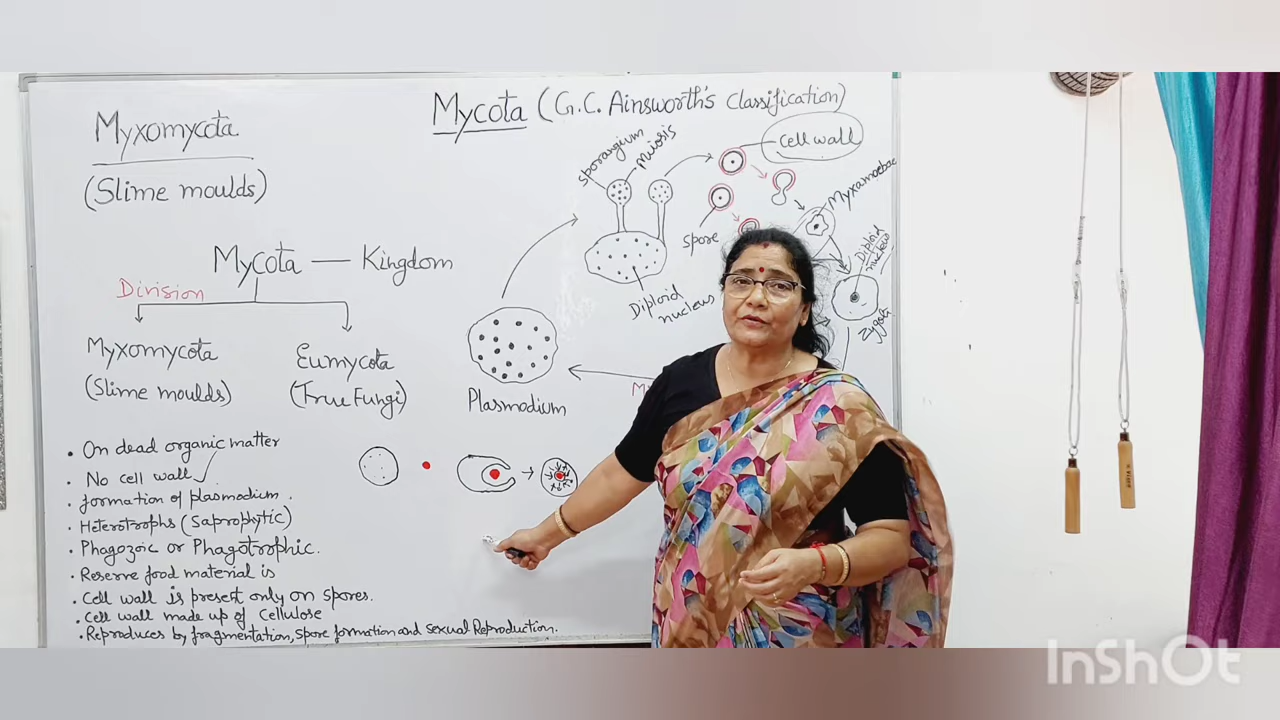 Mycota (G.C. Ainsworth's classification)
Myxomycota
(Slime moulds)
Mycota — Kingdom
Division
Myxomycota
(Slime moulds)
Eumycota
(True Fungi)
• On dead organic matter
• No cell wall
• formation of plasmodium.
• Heterotrophs (Saprophytic)
• Phagozoic or Phagotrophic.
• Reserve food material is
• Cell wall is present only on spores.
• Cell wall made up of cellulose
• Reproduces by fragmentation, spore formation and sexual Reproduction.
sporangium
Meiosis
cell wall
Myxamoebae
spore
Diploid
nucleus
Diploid
nucleus
Zygote
Plasmodium
InShOt